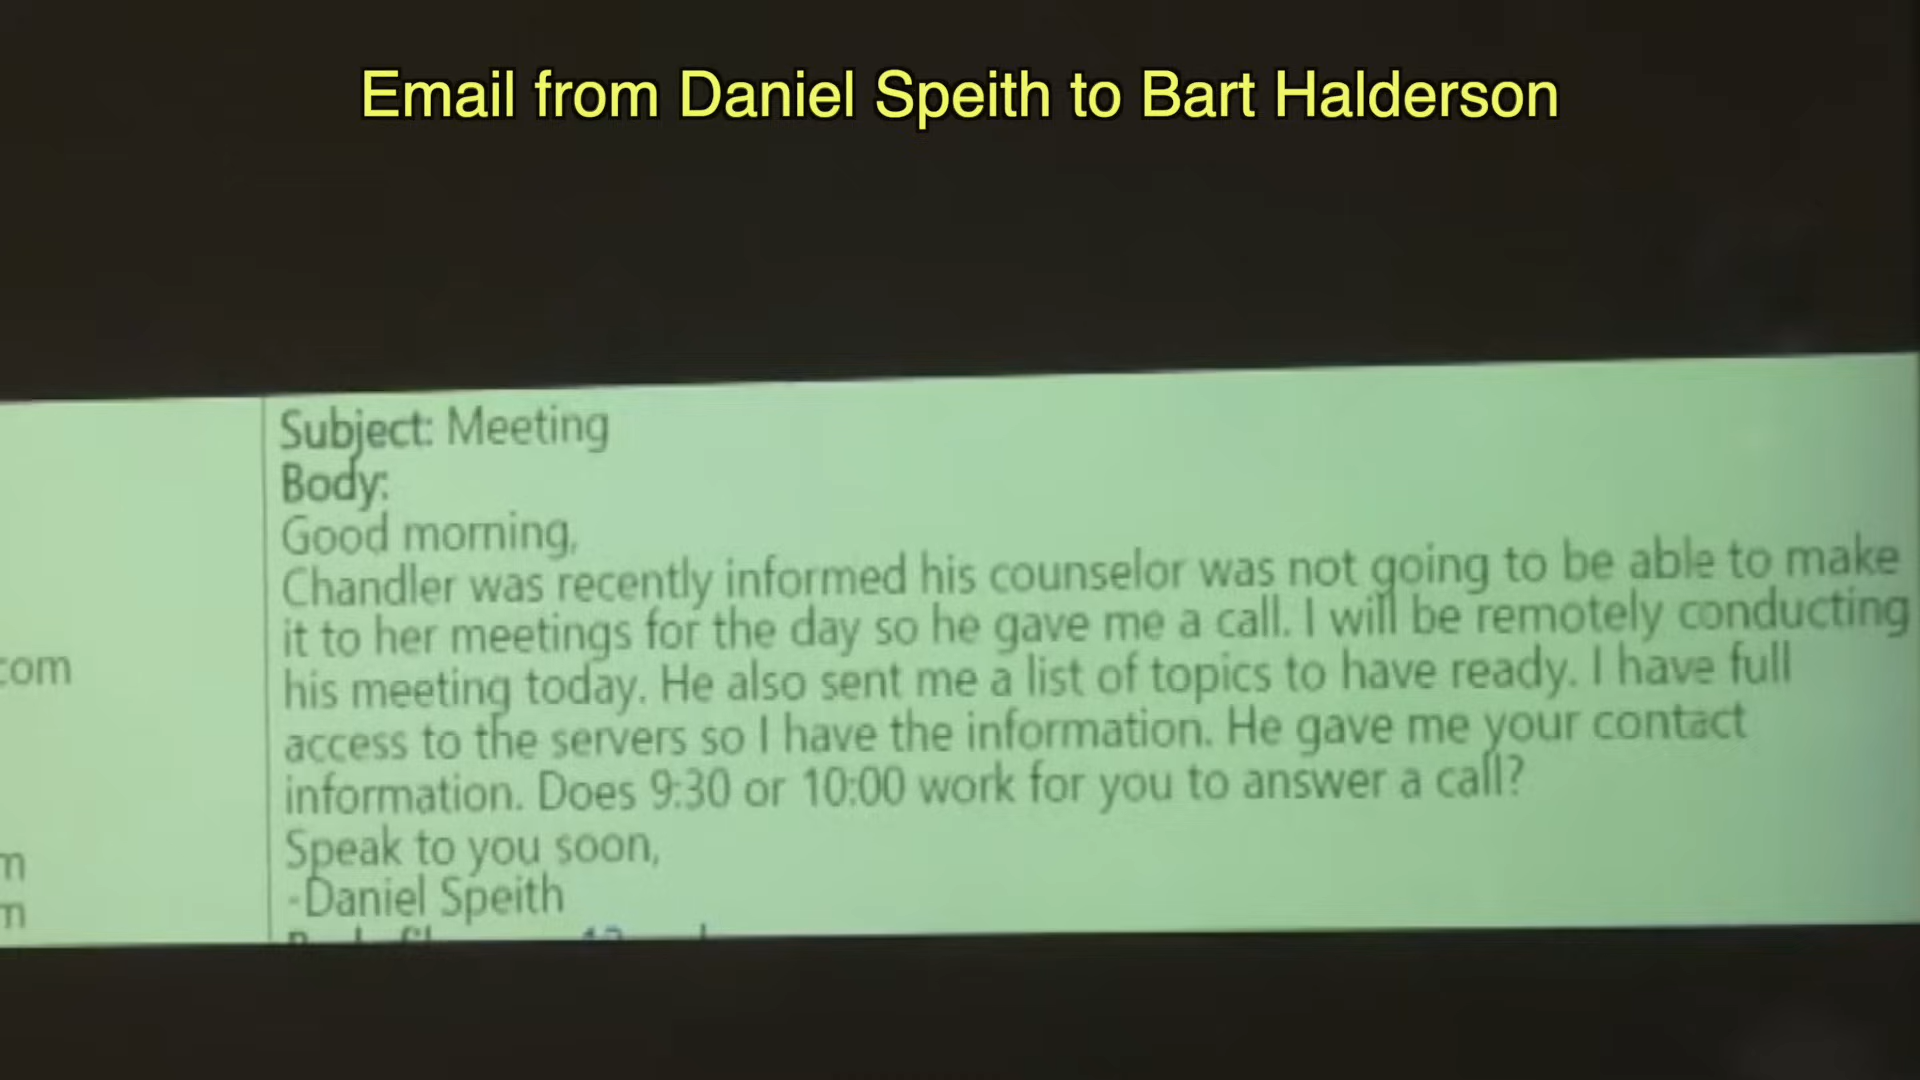 Email from Daniel Speith to Bart Halderson
Subject: Meeting
Body:
Good morning,
Chandler was recently informed his counselor was not going to be able to make
it to her meetings for the day so he gave me a call. I will be remotely conducting
his meeting today. He also sent me a list of topics to have ready. I have full
access to the servers so I have the information. He gave me your contact
information. Does 9:30 or 10:00 work for you to answer a call?
Speak to you soon,
-Daniel Speith
com
m
m